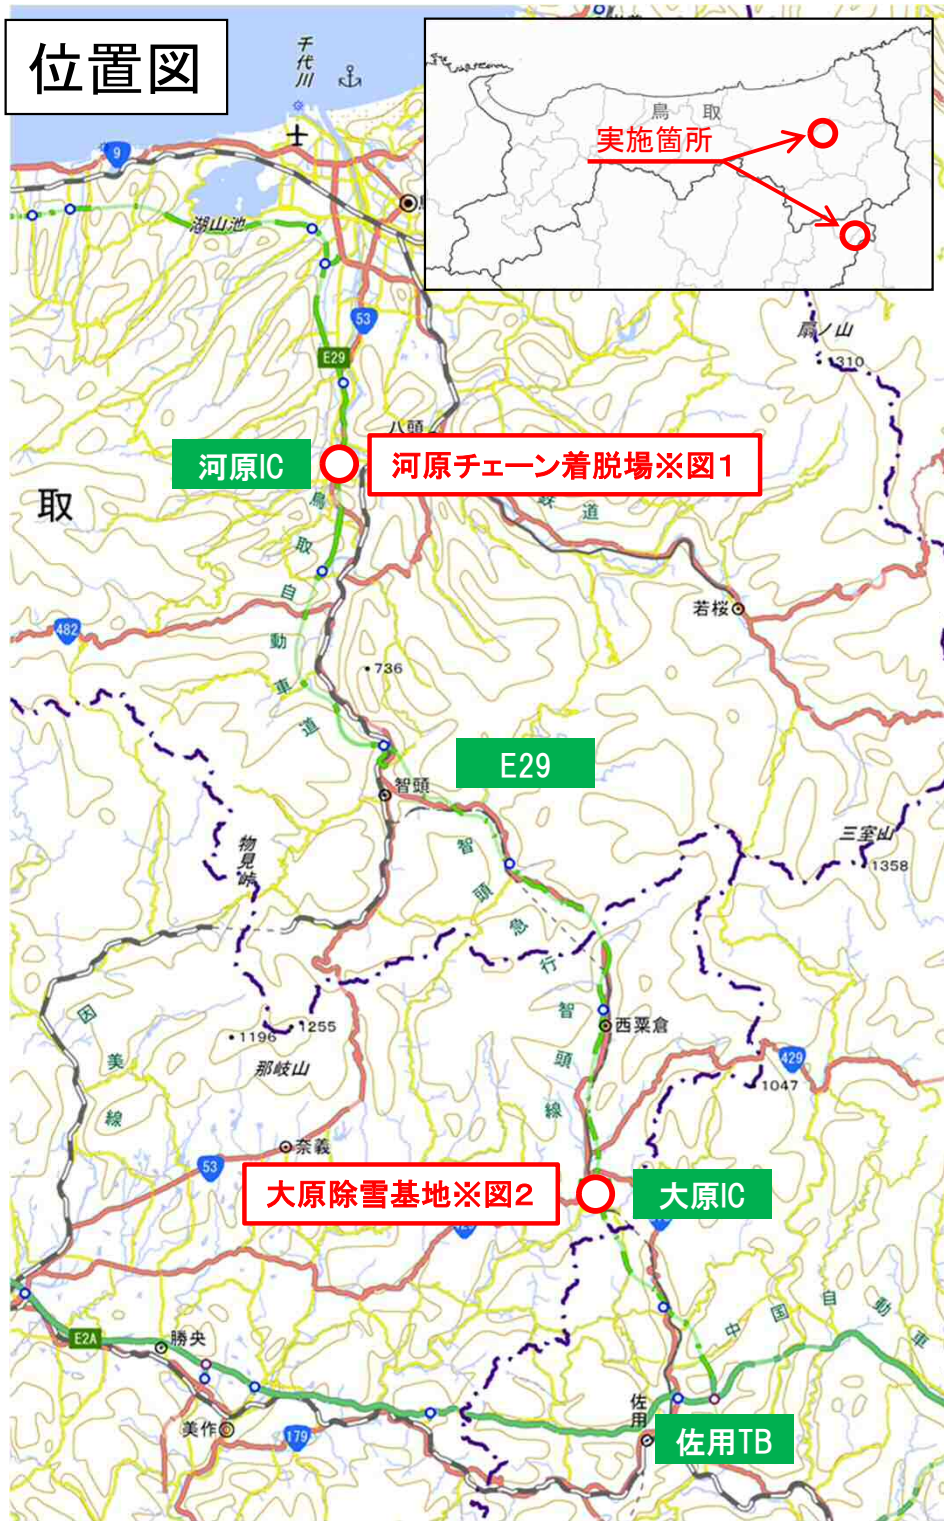 位置図
千代川
鳥取
実施箇所
9
湖山池
53
扇ノ山
1310
E29
八頭
河原IC
河原チェーン着脱場※図1
取
鉄道
鳥取自動車道
若桜
482
736
E29
智頭
物見峠
三室山
1358
智頭急行智頭線
因美線
1255
1196
那岐山
西粟倉
429
1047
奈義
53
大原除雪基地※図2
大原IC
中国自動車
E2A
勝央
美作
179
佐用
佐用TB